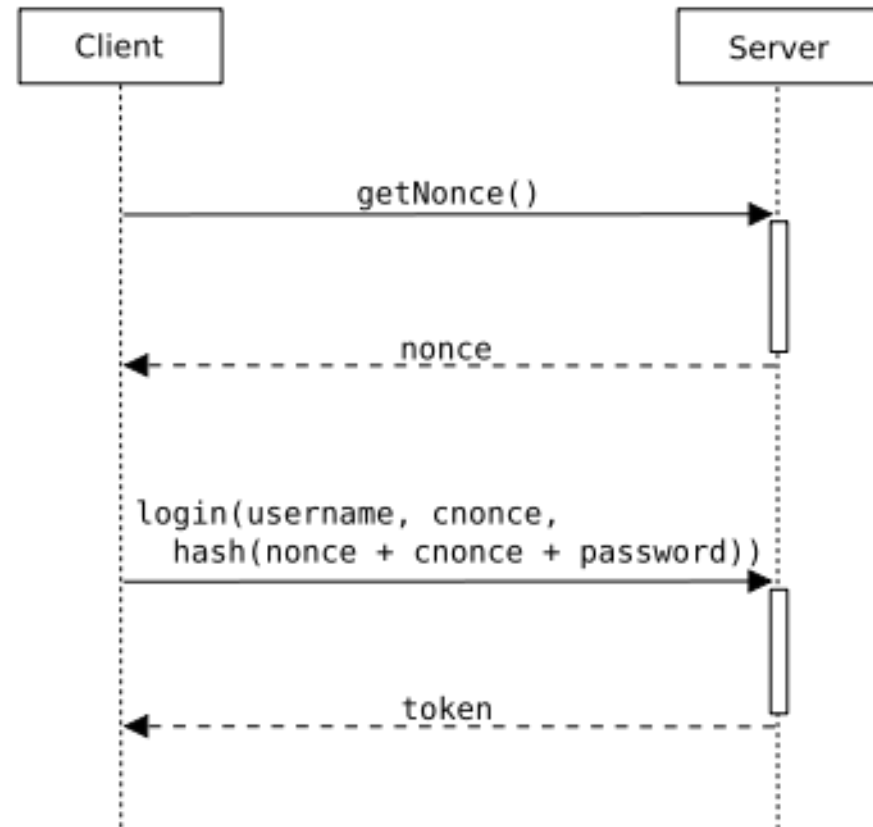 Client
Server
getNonce()
nonce
login(username, cnonce,
hash(nonce + cnonce + password))
token